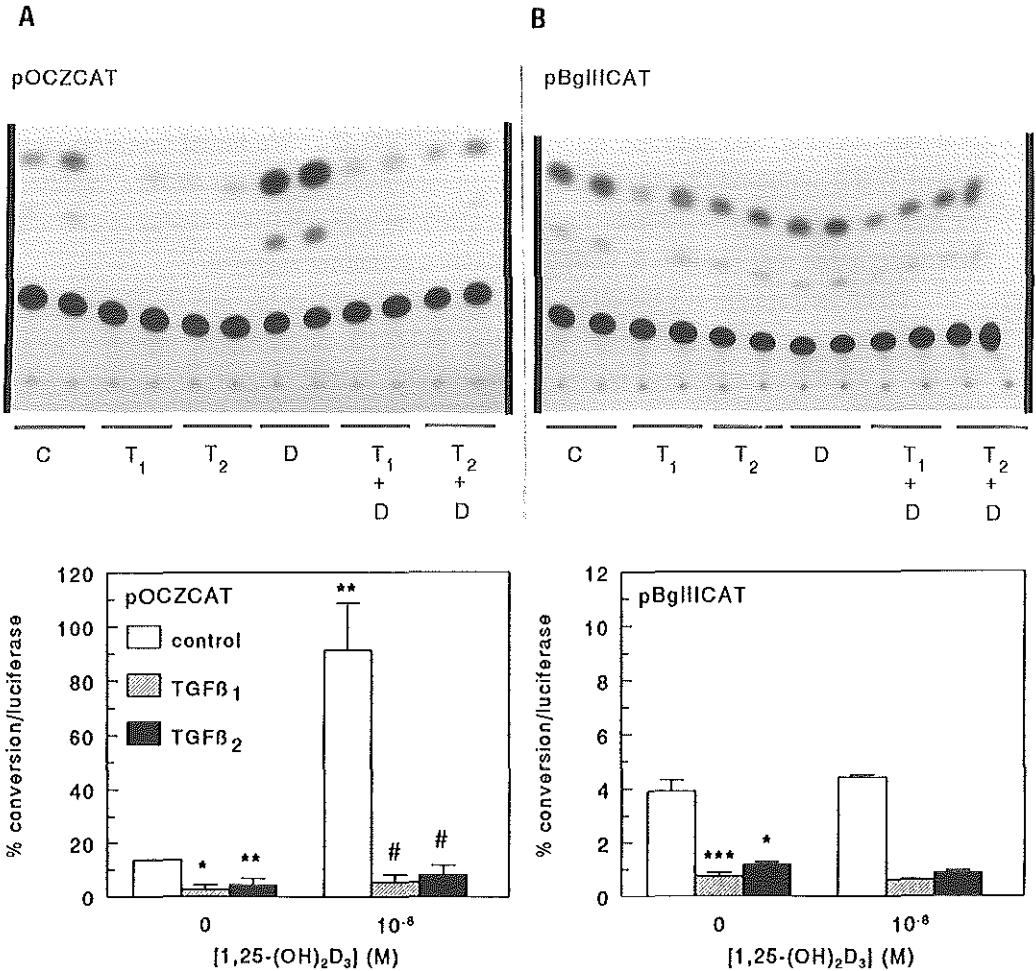 A
B
pOCZCAT
pBgIIICAT
C T₁ T₂ D T₁ + D T₂ + D
C T₁ T₂ D T₁ + D T₂ + D
120
100
80
60
40
20
0
% conversion/luciferase
pOCZCAT
control
TGFß₁
TGFß₂
* ** ** # #
0 10⁻⁸
[1,25-(OH)₂D₃] (M)
12
10
8
6
4
2
0
% conversion/luciferase
pBgIIICAT
*** *
0 10⁻⁸
[1,25-(OH)₂D₃] (M)